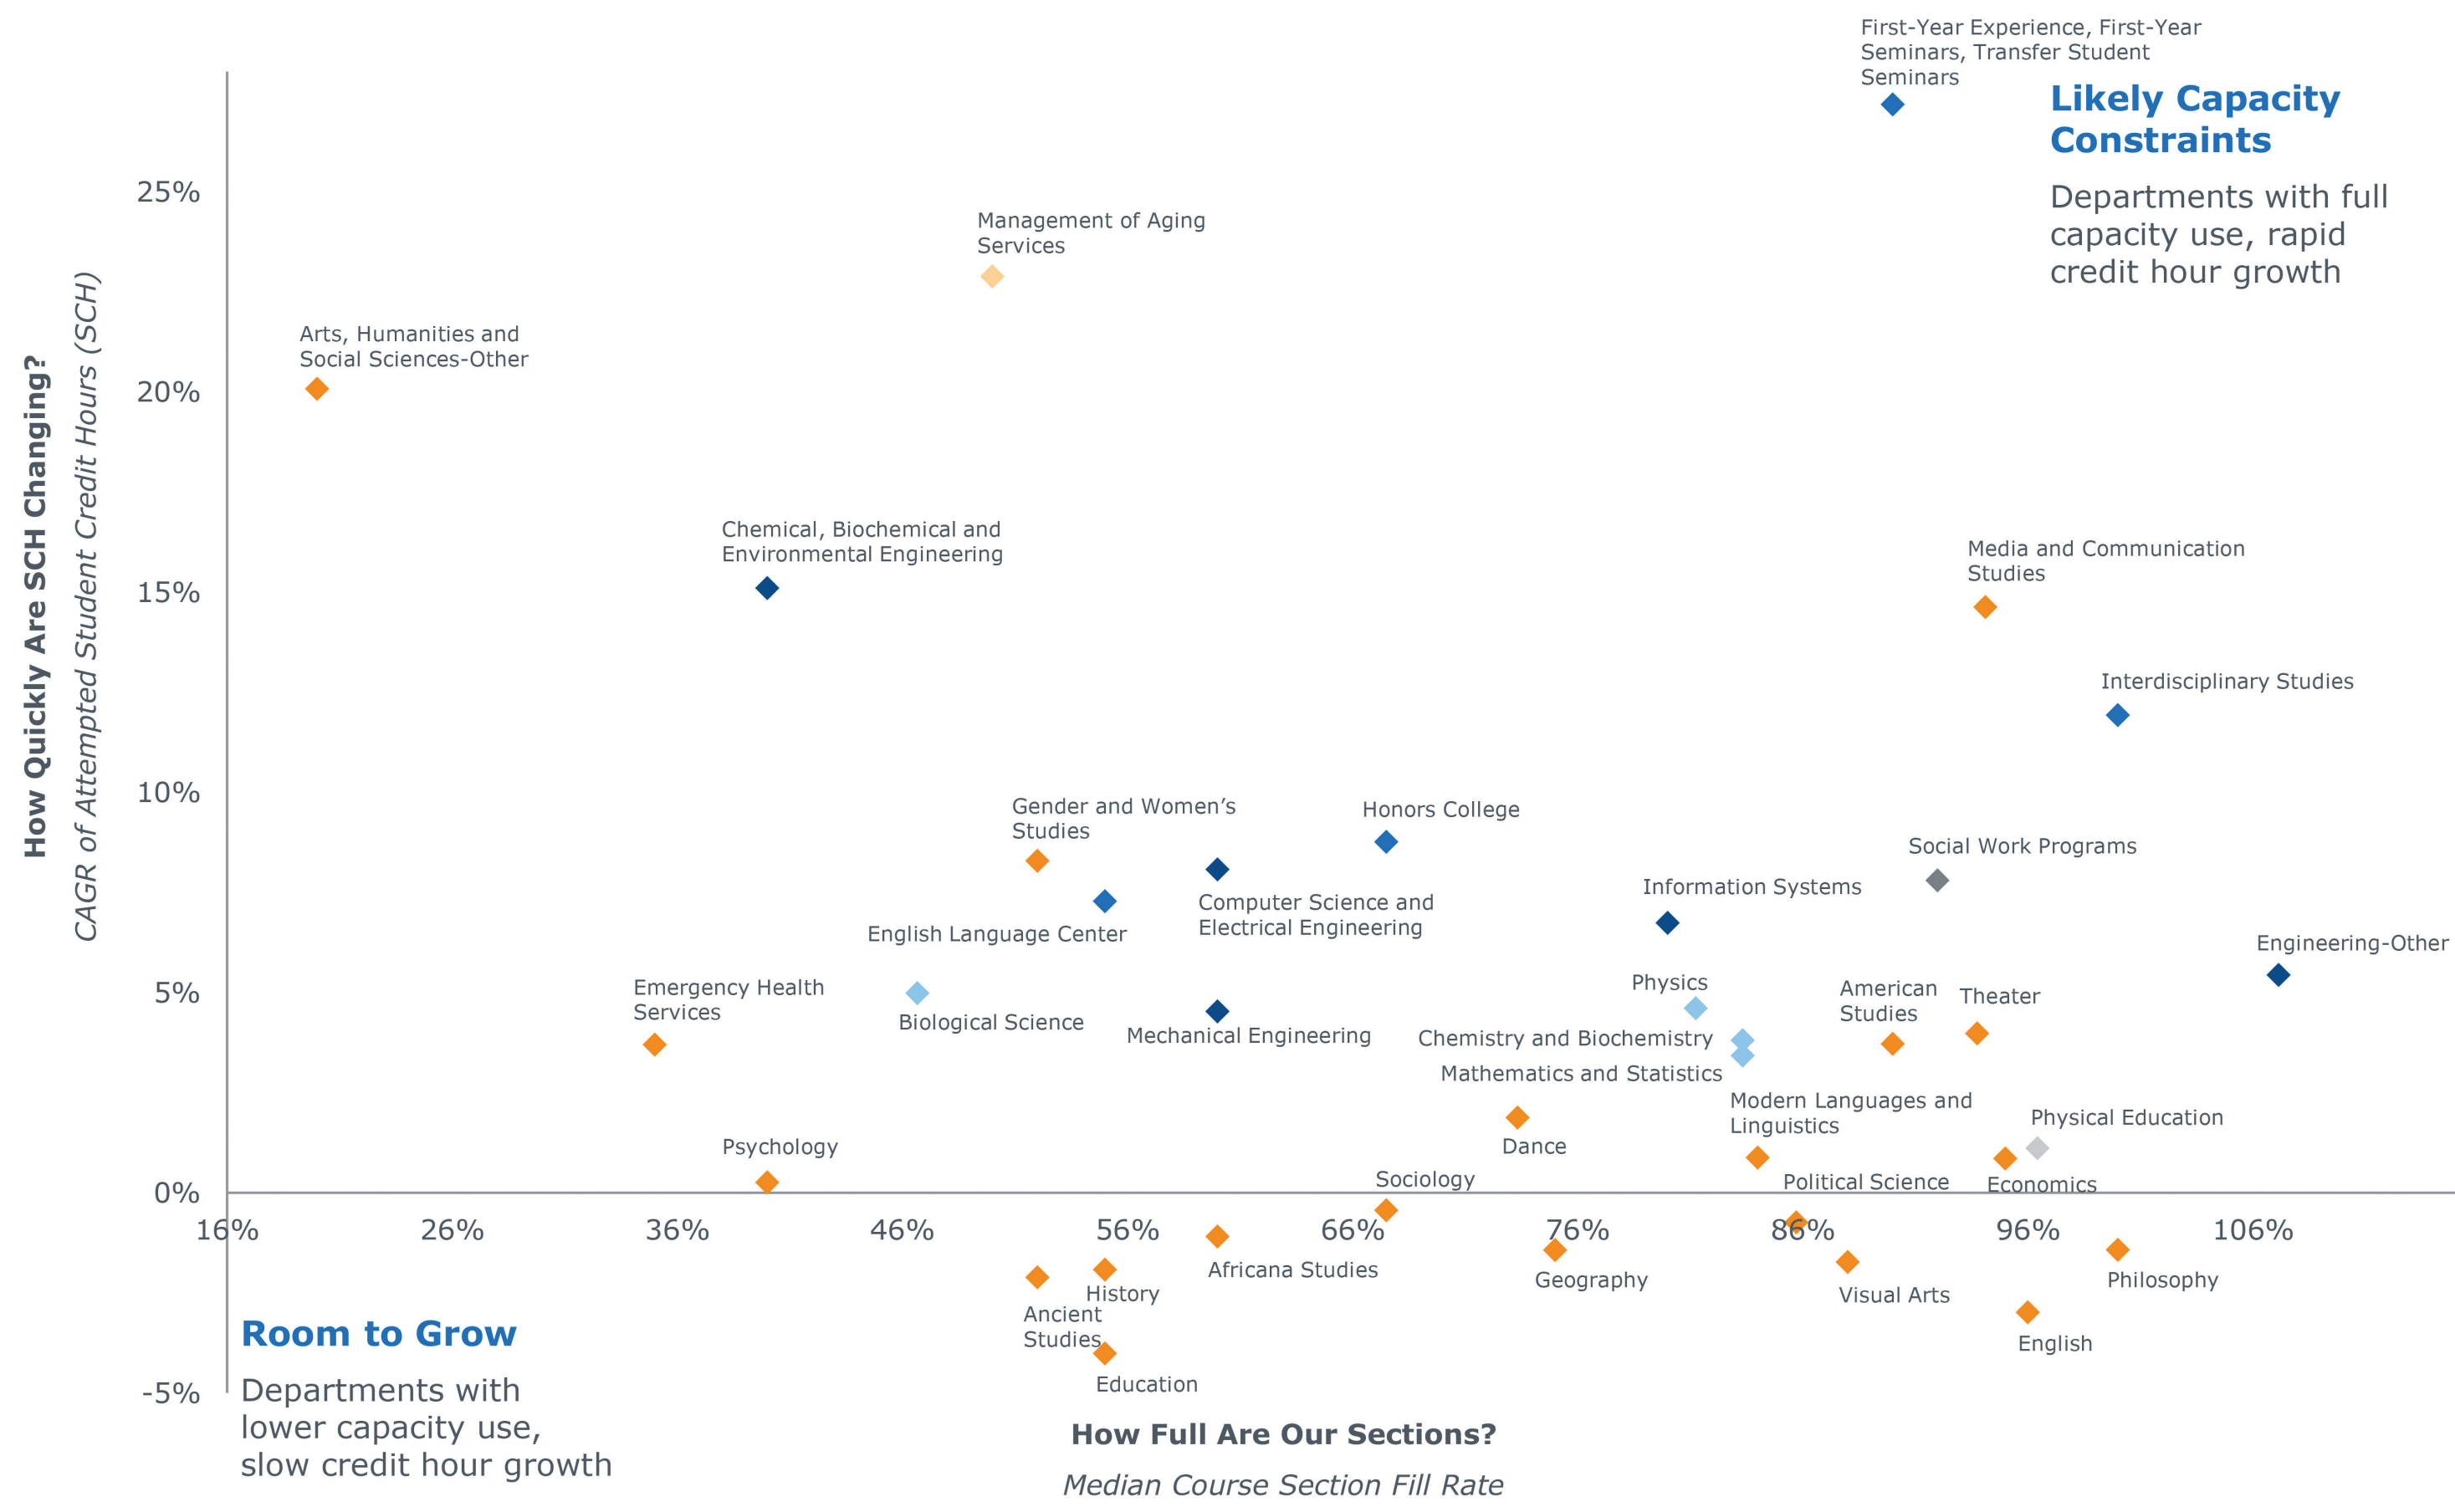 First-Year Experience, First-Year
Seminars, Transfer Student
Seminars
Likely Capacity
Constraints
Departments with full
capacity use, rapid
credit hour growth
How Quickly Are SCH Changing?
CAGR of Attempted Student Credit Hours (SCH)
25%
20%
15%
10%
5%
0%
-5%
Management of Aging
Services
Arts, Humanities and
Social Sciences-Other
Chemical, Biochemical and
Environmental Engineering
Media and Communication
Studies
Interdisciplinary Studies
Gender and Women’s
Studies
Honors College
Social Work Programs
Information Systems
Computer Science and
Electrical Engineering
English Language Center
Engineering-Other
Emergency Health
Services
Physics
American
Studies
Theater
Biological Science
Mechanical Engineering
Chemistry and Biochemistry
Mathematics and Statistics
Modern Languages and
Linguistics
Physical Education
Psychology
Dance
Sociology
Political Science
Economics
16%
26%
36%
46%
56%
66%
76%
86%
96%
106%
Africana Studies
Geography
Philosophy
History
Visual Arts
Ancient
Studies
English
Education
Room to Grow
Departments with
lower capacity use,
slow credit hour growth
How Full Are Our Sections?
Median Course Section Fill Rate